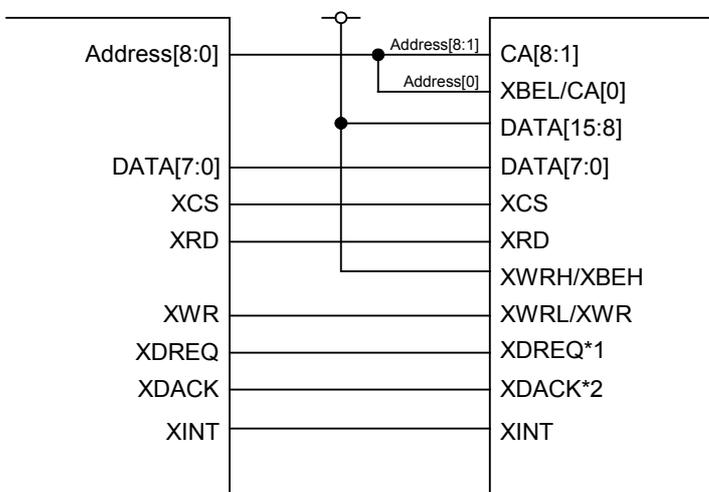 Address[8:0]
Address[8:1]
CA[8:1]
Address[0]
XBEL/CA[0]
DATA[15:8]
DATA[7:0]
DATA[7:0]
XCS
XCS
XRD
XRD
XWRH/XBEH
XWR
XWRL/XWR
XDREQ
XDREQ*1
XDACK
XDACK*2
XINT
XINT